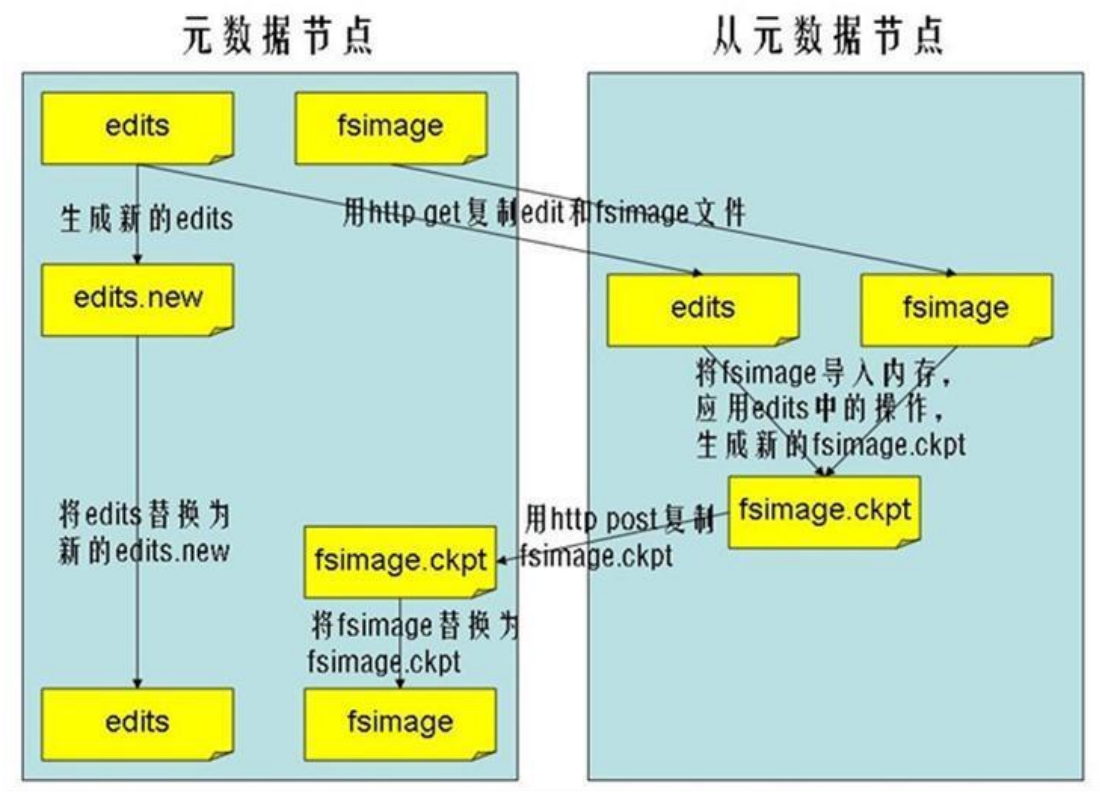 元数据节点
从元数据节点
edits
fsimage
生成新的edits
用http get复制edit和fsimage文件
edits.new
edits
fsimage
将fsimage导入内存，
应用edits中的操作，
生成新的fsimage.ckpt
fsimage.ckpt
将edits替换为
新的edits.new
用http post复制
fsimage.ckpt
fsimage.ckpt
将fsimage替换为
fsimage.ckpt
edits
fsimage